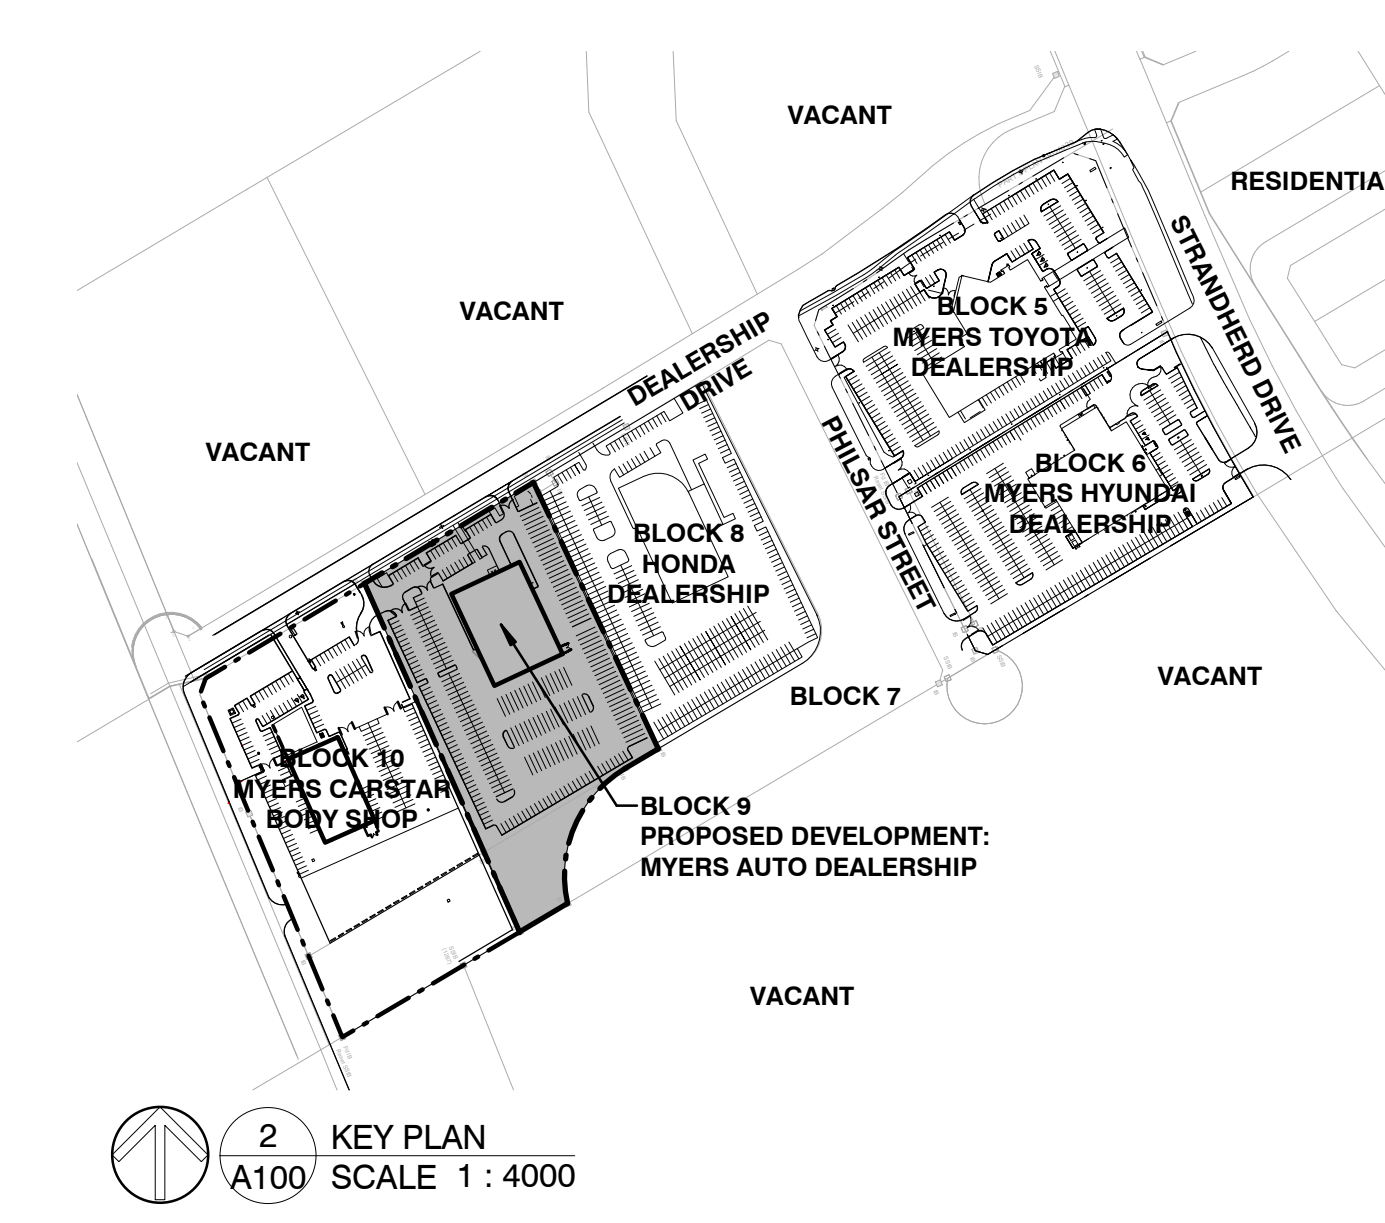 VACANT
RESIDENTIA
STRANDHERD DRIVE
VACANT
BLOCK 5
MYERS TOYOTA
DEALERSHIP
DEALERSHIP
DRIVE
VACANT
PHILSAR STREET
BLOCK 6
MYERS HYUNDAI
DEALERSHIP
BLOCK 8
HONDA
DEALERSHIP
VACANT
BLOCK 7
BLOCK 10
MYERS CARSTAR
BODY SHOP
BLOCK 9
PROPOSED DEVELOPMENT:
MYERS AUTO DEALERSHIP
VACANT
2
A100
KEY PLAN
SCALE 1 : 4000